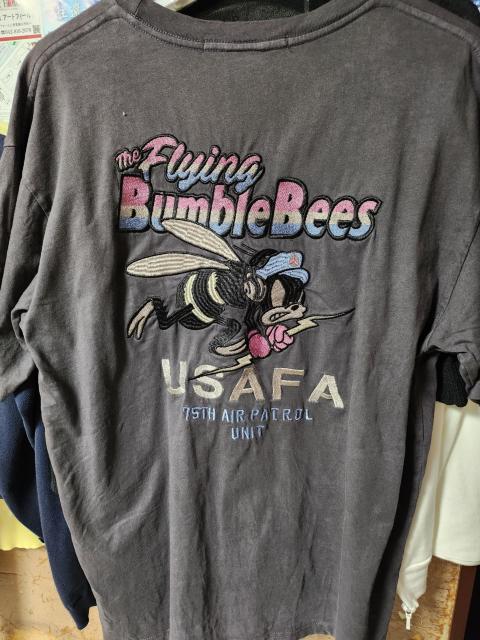 The Flying
BumbleBees
USAFA
75TH AIR PATROL
UNIT